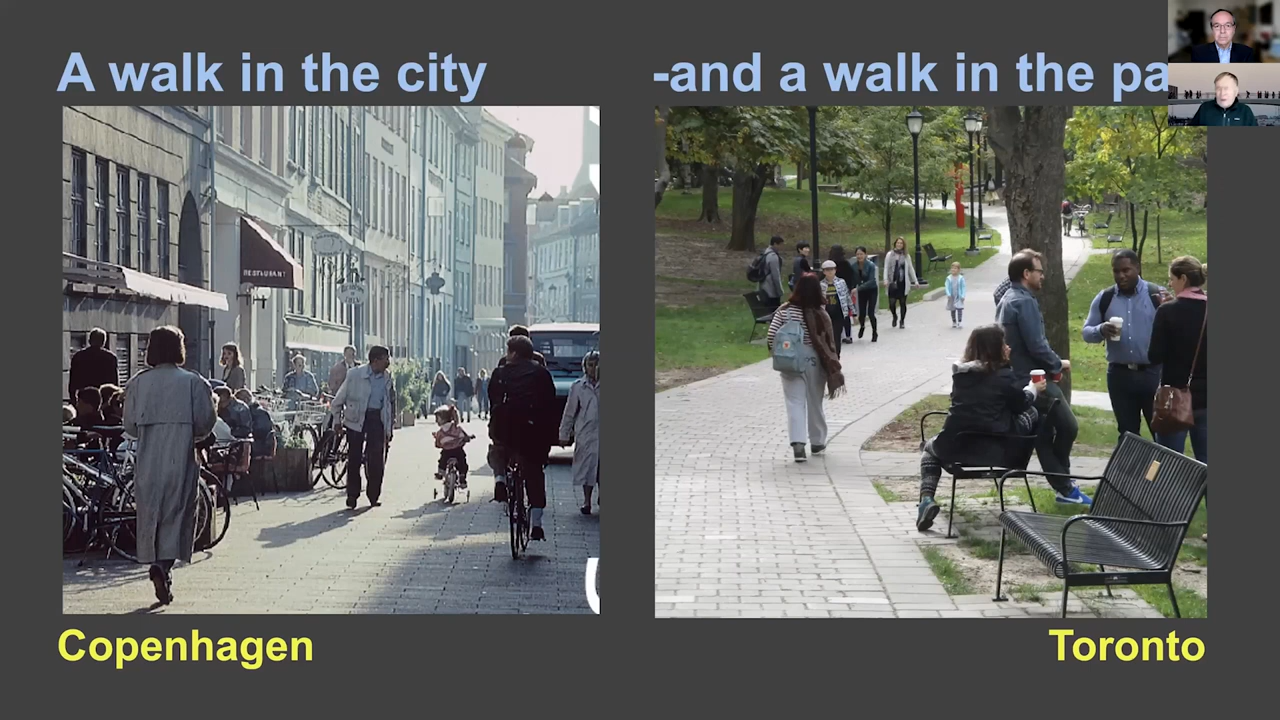 A walk in the city
-and a walk in the pa
RESTAURANT
Copenhagen
Toronto